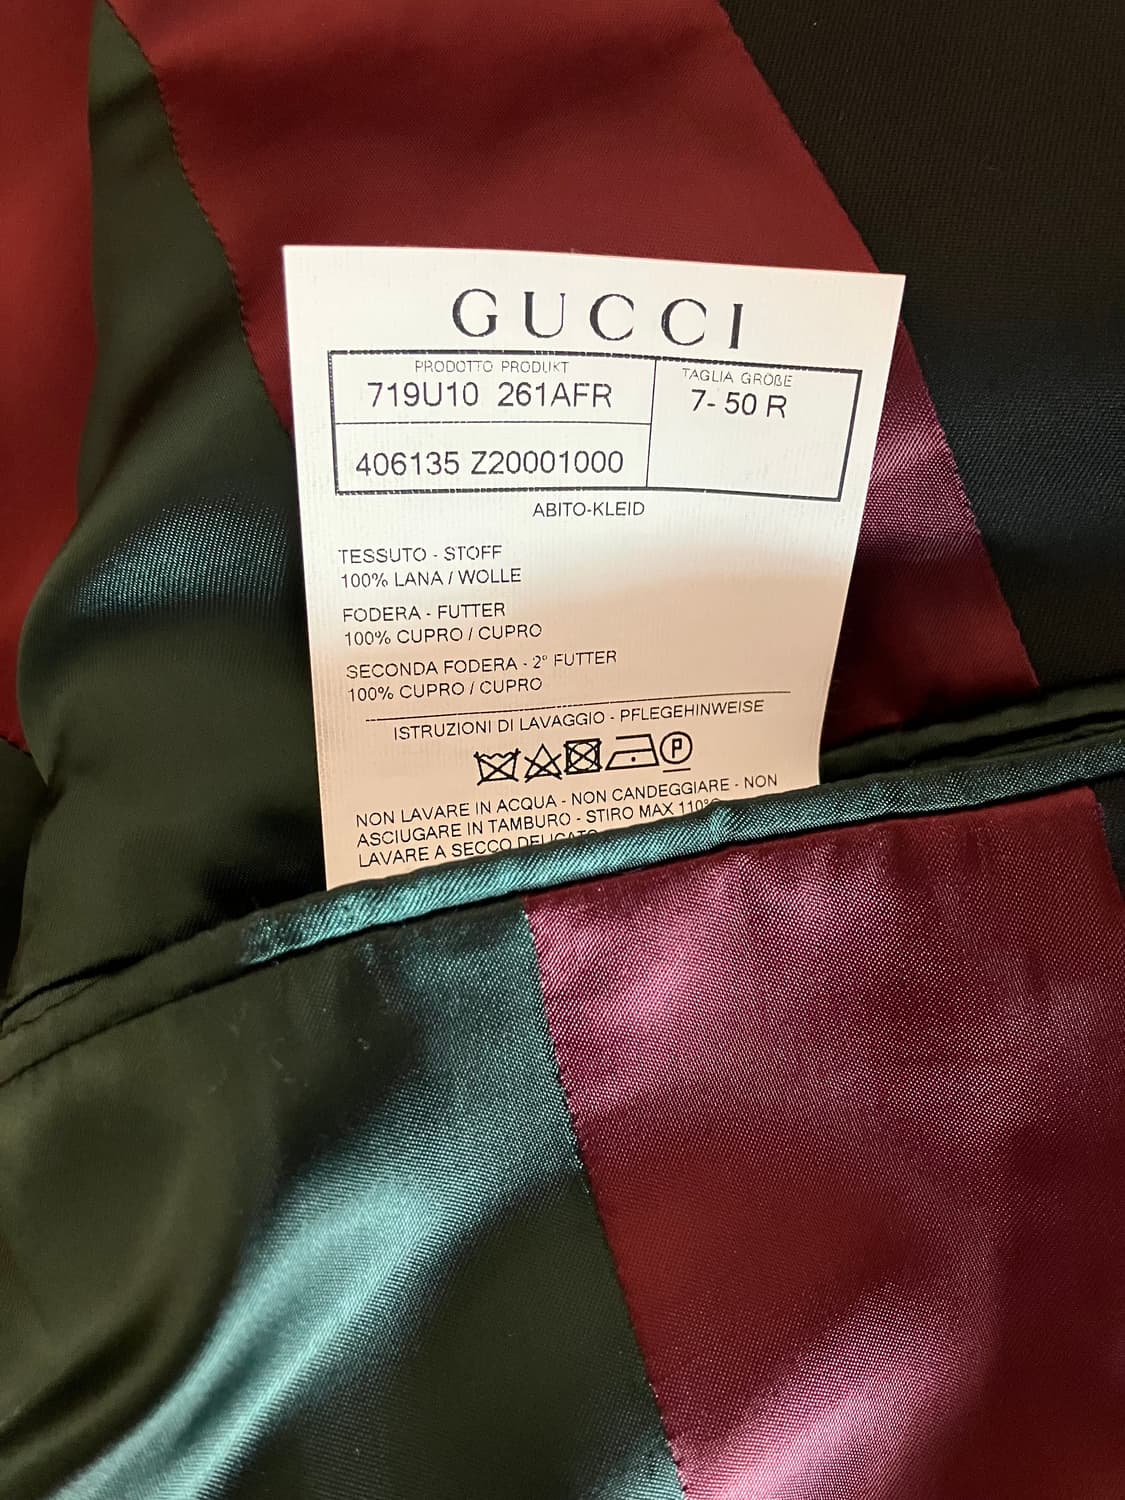 GUCCI
PRODOTTO PRODUKT
719U10 261AFR
TAGLIA GRÖßE
7- 50 R
406135 Z20001000
ABITO-KLEID
TESSUTO - STOFF
100% LANA / WOLLE
FODERA - FUTTER
100% CUPRO / CUPRO
SECONDA FODERA - 2° FUTTER
100% CUPRO / CUPRO
ISTRUZIONI DI LAVAGGIO - PFLEGEHINWEISE
P
NON LAVARE IN ACQUA - NON CANDEGGIARE - NON
ASCIUGARE IN TAMBURO - STIRO MAX 110°
LAVARE A SECCO